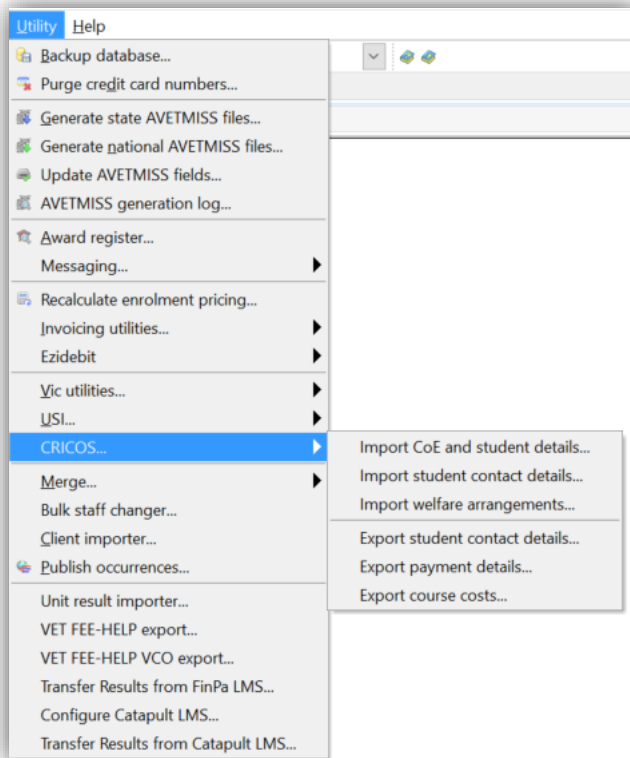 Utility Help
Backup database...
Purge credit card numbers...
Generate state AVETMISS files...
Generate national AVETMISS files...
Update AVETMISS fields...
AVETMISS generation log...
Award register...
Messaging...
Recalculate enrolment pricing...
Invoicing utilities...
Ezidebit
Vic utilities...
USI...
CRICOS...
Merge...
Bulk staff changer...
Client importer...
Publish occurrences...
Unit result importer...
VET FEE-HELP export...
VET FEE-HELP VCO export...
Transfer Results from FinPa LMS...
Configure Catapult LMS...
Transfer Results from Catapult LMS...
Import CoE and student details...
Import student contact details...
Import welfare arrangements...
Export student contact details...
Export payment details...
Export course costs...